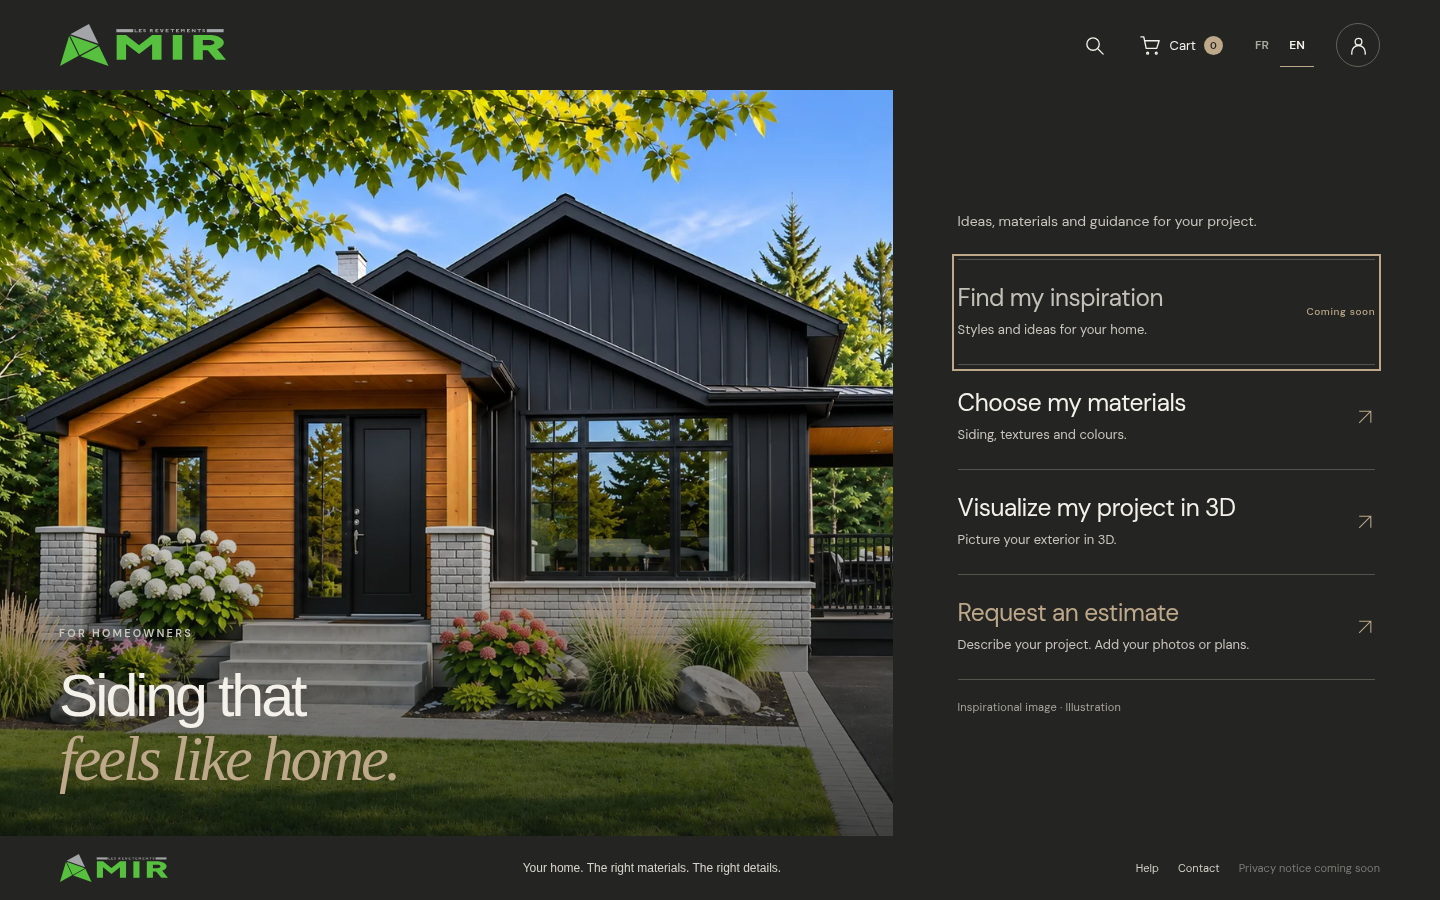 LES REVÊTEMENTS
MIR
Cart 0
FR EN
Ideas, materials and guidance for your project.
Find my inspiration
Styles and ideas for your home.
Coming soon
Choose my materials
Siding, textures and colours.
Visualize my project in 3D
Picture your exterior in 3D.
Request an estimate
Describe your project. Add your photos or plans.
Inspirational image · Illustration
FOR HOMEOWNERS
Siding that
feels like home.
LES REVÊTEMENTS
MIR
Your home. The right materials. The right details.
Help Contact Privacy notice coming soon